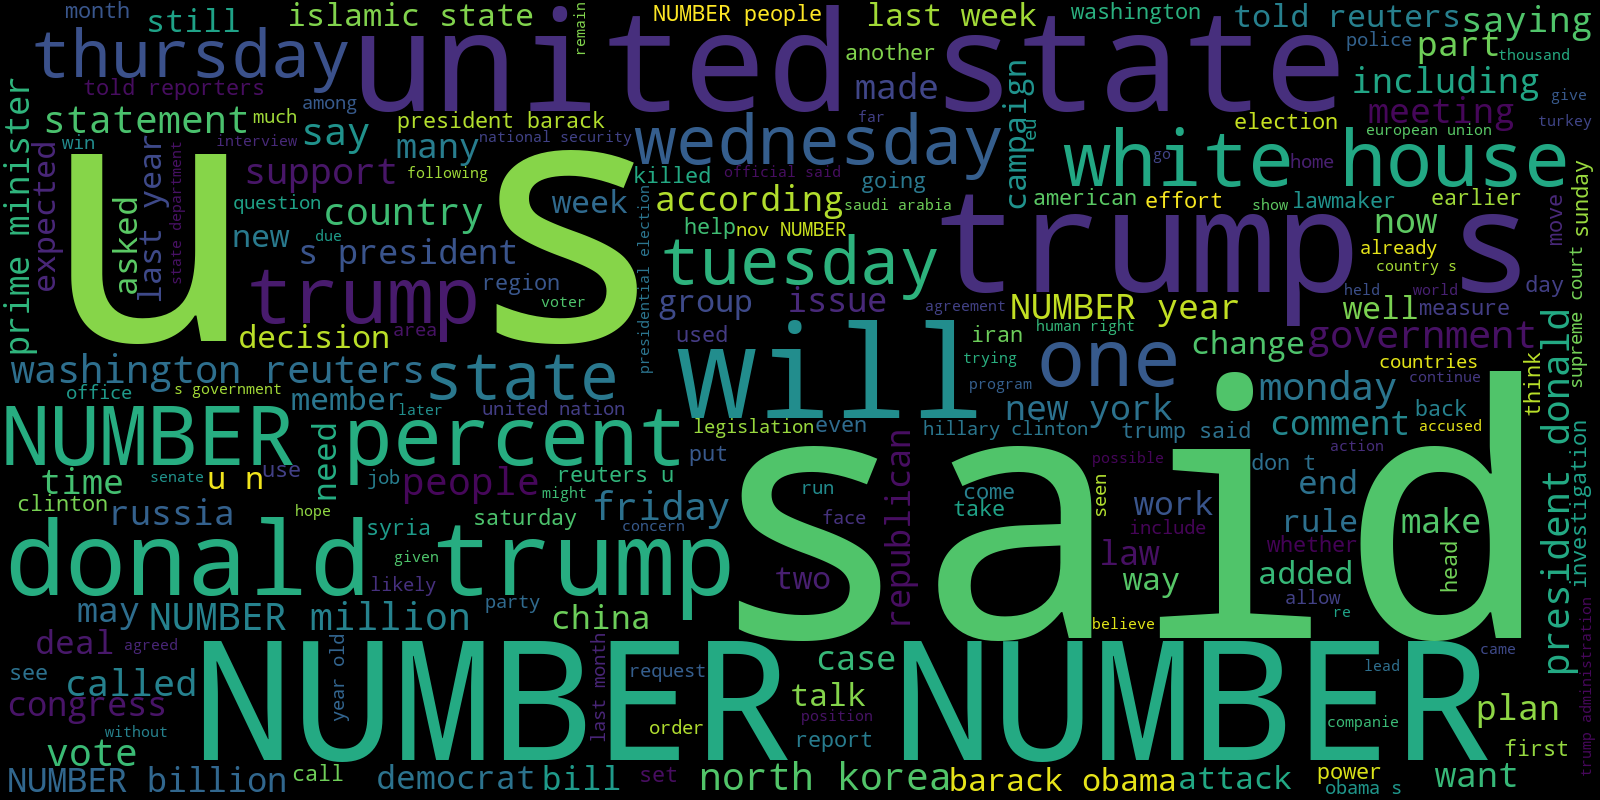 month
still
islamic state
remain
NUMBER people
last week
washington
told reuters
saying
thursday
united state
another
police
part
thousand
told reporters
among
made
including
give
prime minister
statement
much
say
president barack
far
campaign
meeting
win
interview
many
national security
wednesday
led
election
european union
turkey
us
expected
last year
state department
support
following
killed
official said
going
white house
go
home
asked
question
country
week
according
saudi arabia
american
effort
show
lawmaker
earlier
move
sunday
new
due
s president
presidential election
help
nov NUMBER
trump s
now
already
country s
trump
region
voter
tuesday
group
issue
agreement
NUMBER year
held
world
well
measure
day
supreme court
decision
area
used
will
iran
human right
trying
one
change
government
president donald
washington reuters
state
program
countries
think
office
s government
member
later
united nation
monday
continue
NUMBER percent
need
legislation
even
hillary clinton
new york
trump said
comment
back
accused
time
senate
u n
use
job
people
reuters u
put
republican
said
possible
don t
action
investigation
clinton
russia
hope
might
friday
run
come
take
seen
work
end
donald trump
syria
saturday
concern
face
include
rule
make
given
likely
two
law
way
whether
added
head
may
NUMBER million
party
china
believe
allow
re
trump administration
deal
agreed
year old
last month
request
case
lead
came
see
called
NUMBER NUMBER
talk
congress
position
plan
without
order
report
companie
first
vote
NUMBER billion
call
democrat
bill
set
north korea
barack obama
attack
power
obama s
want